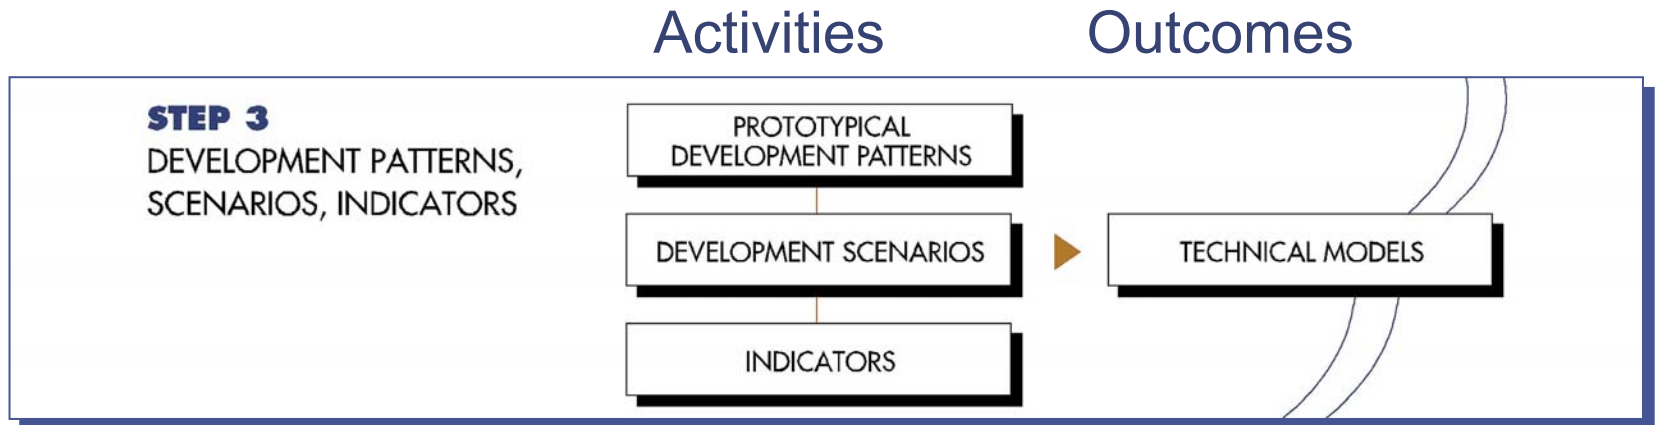 Activities
Outcomes
STEP 3
DEVELOPMENT PATTERNS,
SCENARIOS, INDICATORS
PROTOTYPICAL
DEVELOPMENT PATTERNS
DEVELOPMENT SCENARIOS
TECHNICAL MODELS
INDICATORS